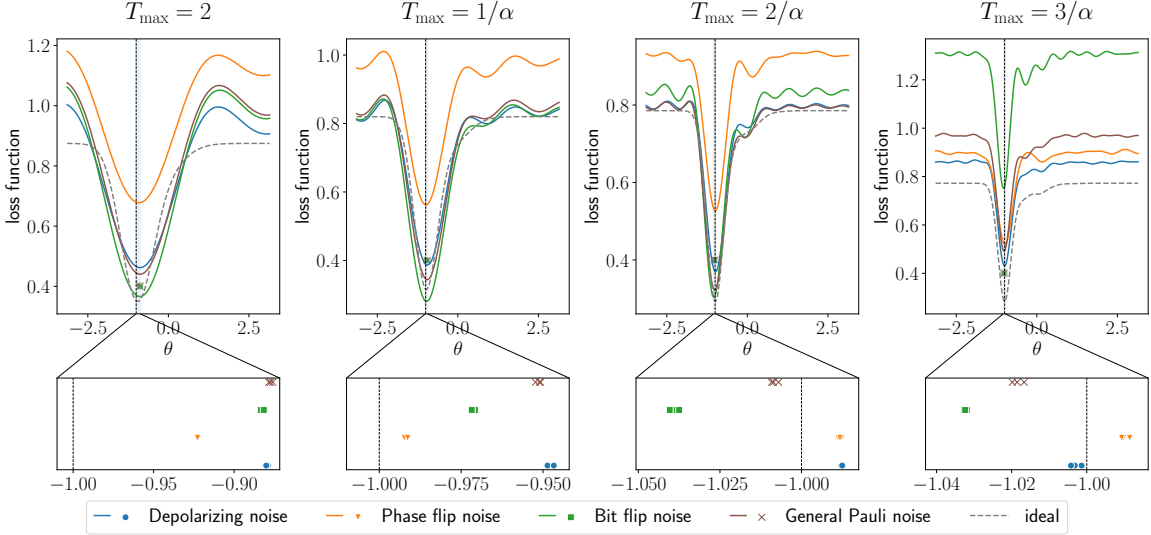 T_max = 2
T_max = 1/α
T_max = 2/α
T_max = 3/α
loss function
1.2
1.0
0.8
0.6
0.4
−2.5 0.0 2.5
θ
loss function
1.0
0.8
0.6
0.4
−2.5 0.0 2.5
θ
loss function
0.8
0.6
0.4
−2.5 0.0 2.5
θ
loss function
1.2
1.0
0.8
0.6
0.4
−2.5 0.0 2.5
θ
−1.00 −0.95 −0.90
−1.000 −0.975 −0.950
−1.050 −1.025 −1.000
−1.04 −1.02 −1.00
Depolarizing noise Phase flip noise Bit flip noise General Pauli noise ideal